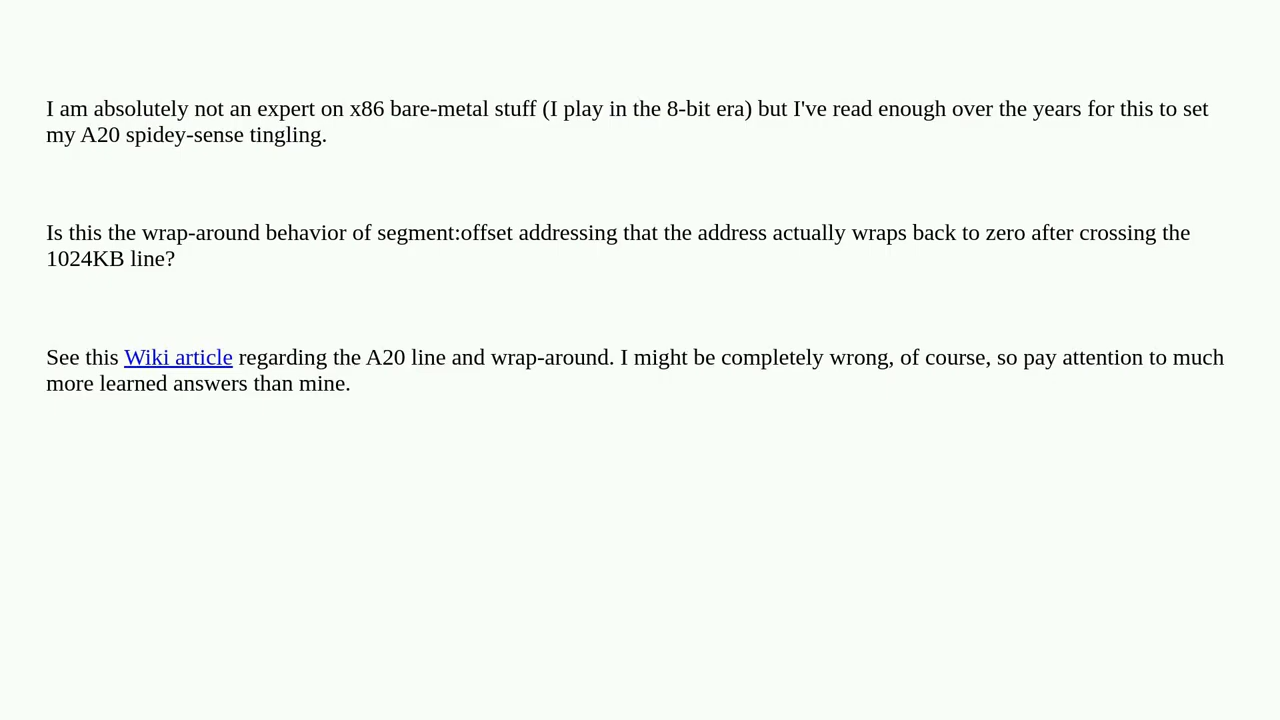 I am absolutely not an expert on x86 bare-metal stuff (I play in the 8-bit era) but I've read enough over the years for this to set
my A20 spidey-sense tingling.
Is this the wrap-around behavior of segment:offset addressing that the address actually wraps back to zero after crossing the
1024KB line?
See this Wiki article regarding the A20 line and wrap-around. I might be completely wrong, of course, so pay attention to much
more learned answers than mine.